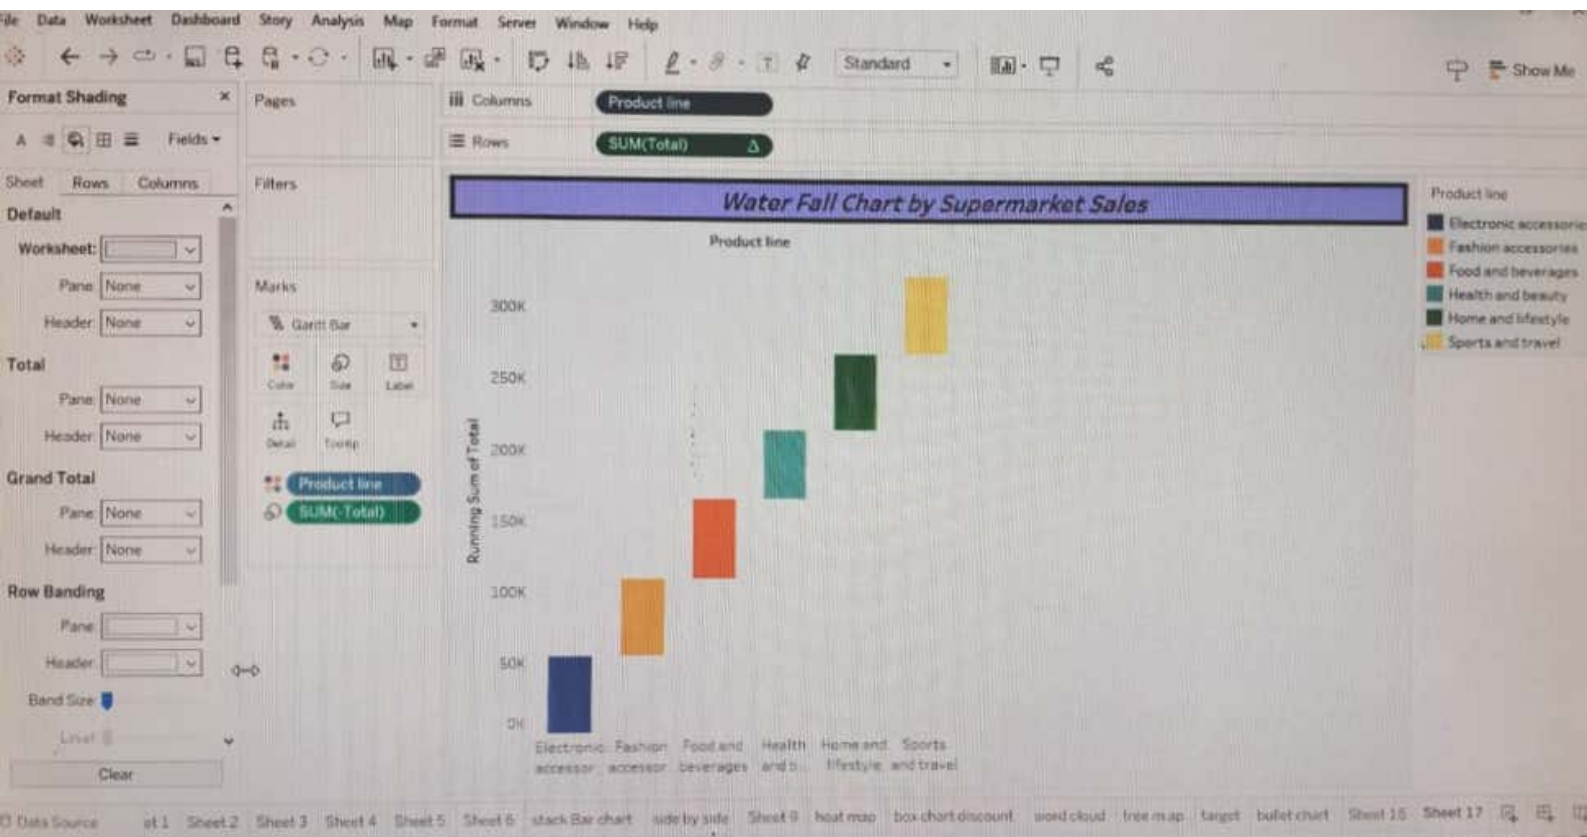 File Data Worksheet Dashboard Story Analysis Map Format Server Window Help
Standard
Show Me
Format Shading
Fields
Sheet Rows Columns
Default
Worksheet:
Pane: None
Header: None
Total
Pane: None
Header: None
Grand Total
Pane: None
Header: None
Row Banding
Pane:
Header:
Band Size:
Level:
Clear
Pages
Filters
Marks
Gantt Bar
Color Size Label
Detail Tooltip
Product line
SUM(-Total)
Columns Product line
Rows SUM(Total) Δ
Water Fall Chart by Supermarket Sales
Product line
Running Sum of Total
300K
250K
200K
150K
100K
50K
0K
Electronic Fashion Food and Health Home and Sports
accessor.. accessor.. beverages and b... lifestyle and travel
Product line
Electronic accessorie
Fashion accessories
Food and beverages
Health and beauty
Home and lifestyle
Sports and travel
Data Source et 1 Sheet 2 Sheet 3 Sheet 4 Sheet 5 Sheet 6 stack Bar chart side by side Sheet 9 heat map box chart discount word cloud tree map target bullet chart Sheet 16 Sheet 17